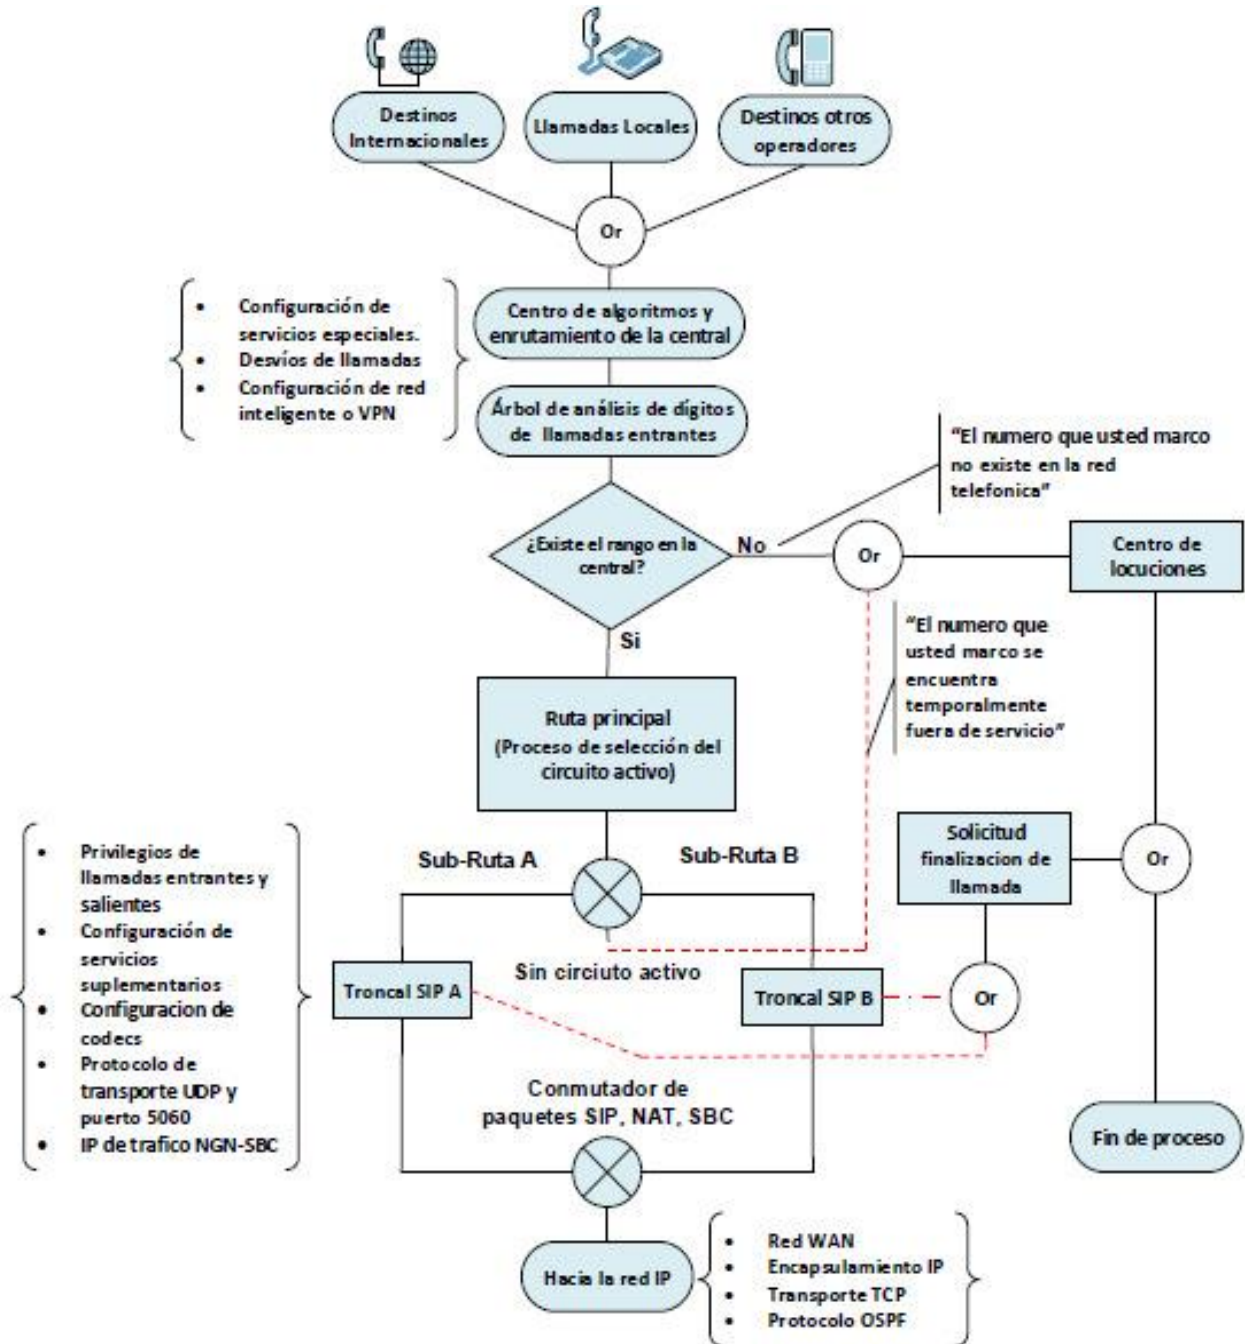 Destinos
Internacionales
Llamadas Locales
Destinos otros
operadores
Or
• Configuración de
servicios especiales.
• Desvíos de llamadas
• Configuración de red
inteligente o VPN
Centro de algoritmos y
enrutamiento de la central
Árbol de análisis de dígitos
de llamadas entrantes
"El numero que usted marco
no existe en la red
telefonica"
¿Existe el rango en la
central?
No
Or
Centro de
locuciones
Si
"El numero que
usted marco se
encuentra
temporalmente
fuera de servicio"
Ruta principal
(Proceso de selección del
circuito activo)
Solicitud
finalizacion de
llamada
Or
Sub-Ruta A
Sub-Ruta B
• Privilegios de
llamadas entrantes y
salientes
• Configuración de
servicios
suplementarios
• Configuracion de
codecs
• Protocolo de
transporte UDP y
puerto 5060
• IP de trafico NGN-SBC
Sin circiuto activo
Troncal SIP A
Troncal SIP B
Or
Conmutador de
paquetes SIP, NAT, SBC
Fin de proceso
Hacia la red IP
• Red WAN
• Encapsulamiento IP
• Transporte TCP
• Protocolo OSPF